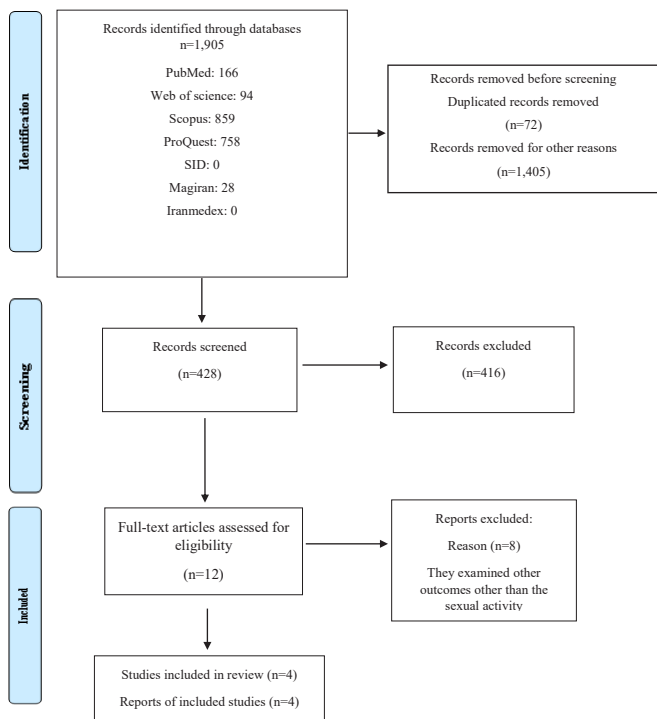 Identification
Records identified through databases
n=1,905
PubMed: 166
Web of science: 94
Scopus: 859
ProQuest: 758
SID: 0
Magiran: 28
Iranmedex: 0
Records removed before screening
Duplicated records removed
(n=72)
Records removed for other reasons
(n=1,405)
Screening
Records screened
(n=428)
Records excluded
(n=416)
Included
Full-text articles assessed for
eligibility
(n=12)
Reports excluded:
Reason (n=8)
They examined other
outcomes other than the
sexual activity
Studies included in review (n=4)
Reports of included studies (n=4)